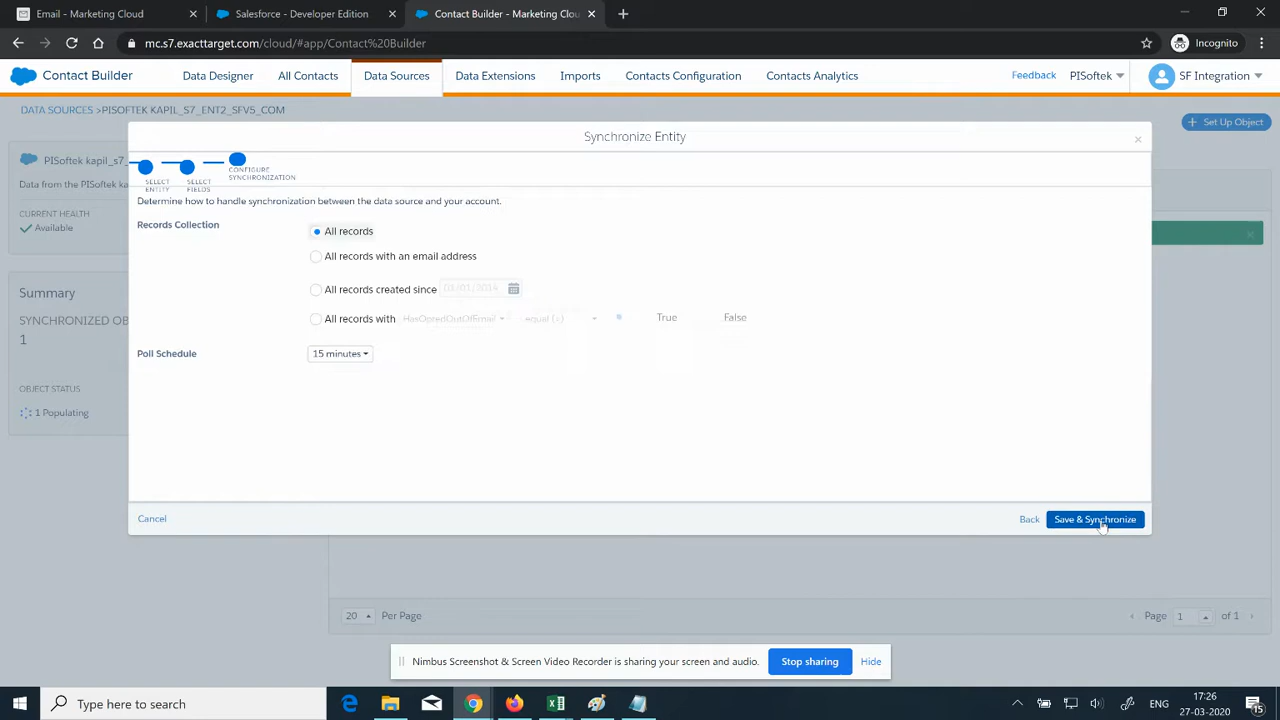 Email - Marketing Cloud
Salesforce - Developer Edition
Contact Builder - Marketing Clou
mc.s7.exacttarget.com/cloud/#app/Contact%20Builder
Incognito
Contact Builder
Data Designer
All Contacts
Data Sources
Data Extensions
Imports
Contacts Configuration
Contacts Analytics
Feedback
PISoftek
SF Integration
DATA SOURCES >PISOFTEK KAPIL_S7_ENT2_SFV5_COM
Set Up Object
Synchronize Entity
PISoftek kapil_s7_
Data from the PISoftek ka
CURRENT HEALTH
Available
Summary
SYNCHRONIZED OB
1
OBJECT STATUS
1 Populating
SELECT
ENTITY
SELECT
FIELDS
CONFIGURE
SYNCHRONIZATION
Determine how to handle synchronization between the data source and your account.
Records Collection
All records
All records with an email address
All records created since 01/01/2014
All records with HasOptedOutOfEmail equal (=) True False
Poll Schedule
15 minutes
Cancel
Back
Save & Synchronize
20 Per Page
Page 1 of 1
Nimbus Screenshot & Screen Video Recorder is sharing your screen and audio.
Stop sharing
Hide
Type here to search
ENG
17:26
27-03-2020
15